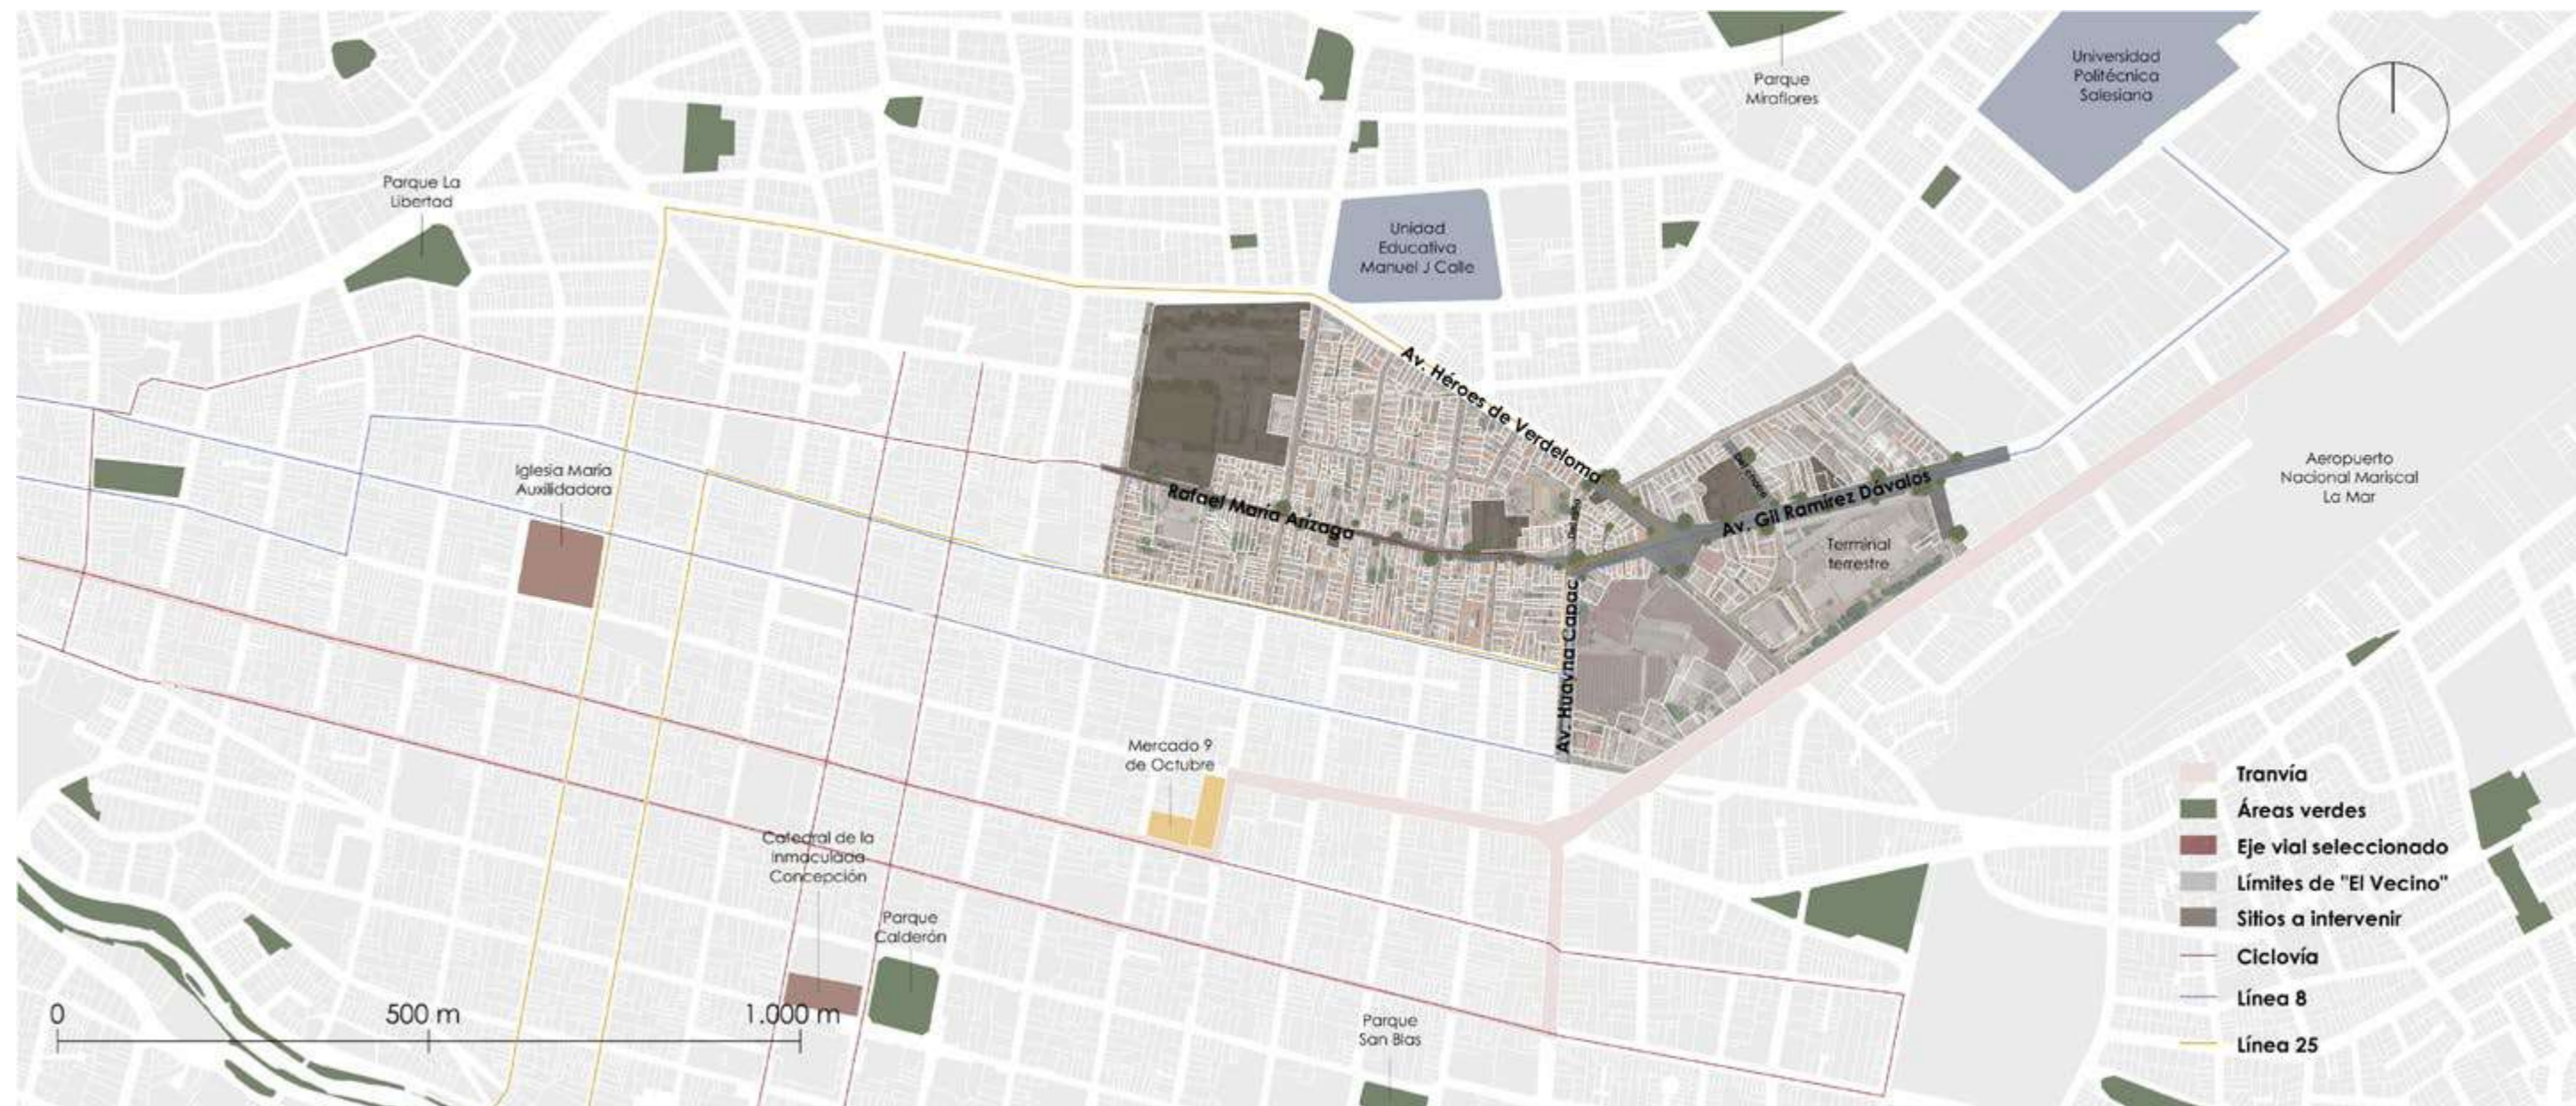 Universidad
Politécnica
Salesiana
Parque
Miraflores
Parque La
Libertad
Unidad
Educativa
Manuel J Calle
Av. Héroes de Verdeloma
Iglesia María
Auxilidadora
Rafael María Arízaga
Av. Gil Ramírez Dávalos
Aeropuerto
Nacional Mariscal
La Mar
Terminal
terrestre
Av. Huayna Capac
Mercado 9
de Octubre
Catedral de la
Inmaculada
Concepción
Parque
Calderón
Parque
San Blas
0
500 m
1.000 m
Tranvía
Áreas verdes
Eje vial seleccionado
Límites de "El Vecino"
Sitios a intervenir
Ciclovía
Línea 8
Línea 25